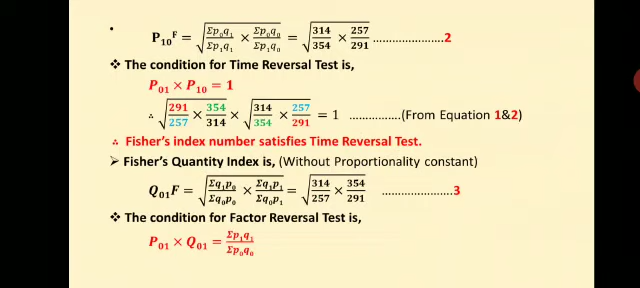 • P₁₀ᶠ = √(Σp₀q₁/Σp₁q₁ × Σp₀q₀/Σp₁q₀) = √(314/354 × 257/291) ......................2
❖ The condition for Time Reversal Test is,
P₀₁ × P₁₀ = 1
∴ √(291/257 × 354/314) × √(314/354 × 257/291) = 1 ................(From Equation 1&2)
∴ Fisher's index number satisfies Time Reversal Test.
➢ Fisher's Quantity Index is, (Without Proportionality constant)
Q₀₁F = √(Σq₁p₀/Σq₀p₀ × Σq₁p₁/Σq₀p₁) = √(314/257 × 354/291) ......................3
❖ The condition for Factor Reversal Test is,
P₀₁ × Q₀₁ = Σp₁q₁/Σp₀q₀